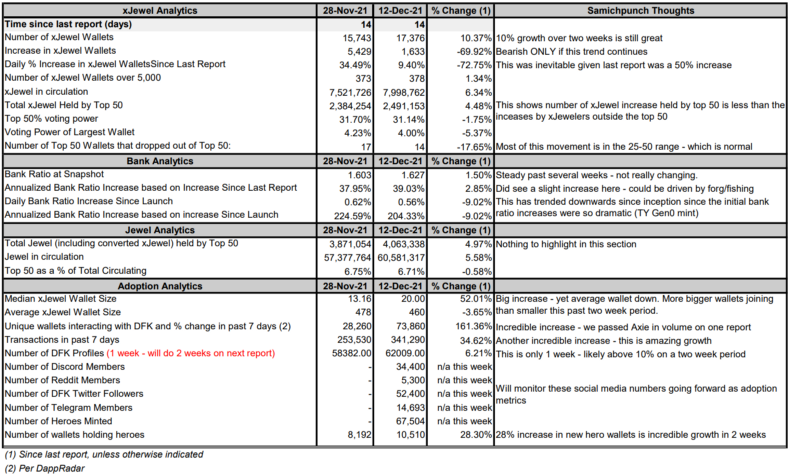 xJewel Analytics 28-Nov-21 12-Dec-21 % Change (1) Samichpunch Thoughts
Time since last report (days) 14 14
Number of xJewel Wallets 15,743 17,376 10.37% 10% growth over two weeks is still great
Increase in xJewel Wallets 5,429 1,633 -69.92% Bearish ONLY if this trend continues
Daily % Increase in xJewel WalletsSince Last Report 34.49% 9.40% -72.75% This was inevitable given last report was a 50% increase
Number of xJewel Wallets over 5,000 373 378 1.34%
xJewel in circulation 7,521,726 7,998,762 6.34%
Total xJewel Held by Top 50 2,384,254 2,491,153 4.48% This shows number of xJewel increase held by top 50 is less than the
Top 50% voting power 31.70% 31.14% -1.75% inceases by xJewelers outside the top 50
Voting Power of Largest Wallet 4.23% 4.00% -5.37%
Number of Top 50 Wallets that dropped out of Top 50: 17 14 -17.65% Most of this movement is in the 25-50 range - which is normal
Bank Analytics 28-Nov-21 12-Dec-21 % Change (1)
Bank Ratio at Snapshot 1.603 1.627 1.50% Steady past several weeks - not really changing.
Annualized Bank Ratio Increase based on Increase Since Last Report 37.95% 39.03% 2.85% Did see a slight increase here - could be driven by forg/fishing
Daily Bank Ratio Increase Since Launch 0.62% 0.56% -9.02% This has trended downwards since inception since the initial bank
Annualized Bank Ratio Increase based on increase Since Launch 224.59% 204.33% -9.02% ratio increases were so dramatic (TY Gen0 mint)
Jewel Analytics 28-Nov-21 12-Dec-21 % Change (1)
Total Jewel (including converted xJewel) held by Top 50 3,871,054 4,063,338 4.97% Nothing to highlight in this section
Jewel in circulation 57,377,764 60,581,317 5.58%
Top 50 as a % of Total Circulating 6.75% 6.71% -0.58%
Adoption Analytics 28-Nov-21 12-Dec-21 % Change (1)
Median xJewel Wallet Size 13.16 20.00 52.01% Big increase - yet average wallet down. More bigger wallets joining
Average xJewel Wallet Size 478 460 -3.65% than smaller this past two week period.
Unique wallets interacting with DFK and % change in past 7 days (2) 28,260 73,860 161.36% Incredible increase - we passed Axie in volume on one report
Transactions in past 7 days 253,530 341,290 34.62% Another incredible increase - this is amazing growth
Number of DFK Profiles (1 week - will do 2 weeks on next report) 58382.00 62009.00 6.21% This is only 1 week - likely above 10% on a two week period
Number of Discord Members - 34,400 n/a this week
Number of Reddit Members - 5,300 n/a this week
Number of DFK Twitter Followers - 52,400 n/a this week Will monitor these social media numbers going forward as adoption
Number of Telegram Members - 14,693 n/a this week metrics
Number of Heroes Minted - 67,504 n/a this week
Number of wallets holding heroes 8,192 10,510 28.30% 28% increase in new hero wallets is incredible growth in 2 weeks
(1) Since last report, unless otherwise indicated
(2) Per DappRadar